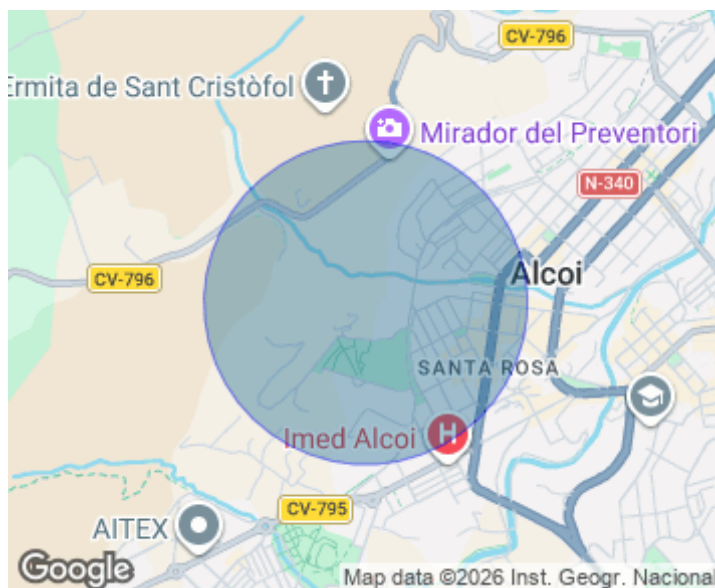 CV-796
Ermita de Sant Cristòfol
Mirador del Preventori
N-340
CV-796
Alcoi
SANTA ROSA
Imed Alcoi
H
CV-795
AITEX
Google
Map data ©2026 Inst. Geogr. Nacional